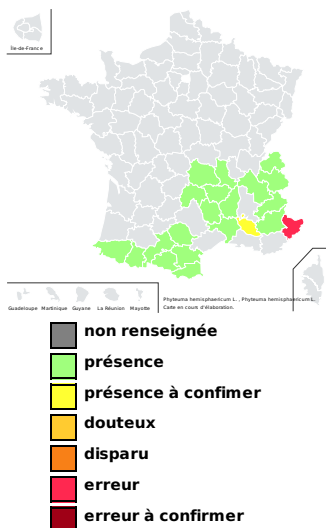 Île-de-France
Guadeloupe Martinique Guyane La Réunion Mayotte
Phyteuma hemisphaericum L. , Phyteuma hemisphaericum L.
Carte en cours d'élaboration.
non renseignée
présence
présence à confimer
douteux
disparu
erreur
erreur à confirmer